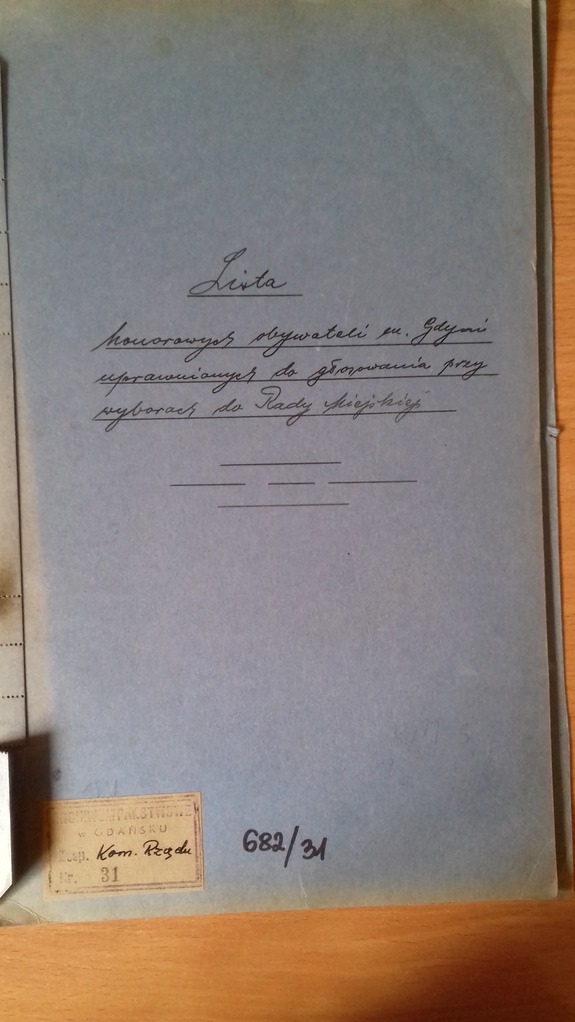 Lista
honorowych obywateli m. Gdyni
uprawnionych do głosowania przy
wyborach do Rady Miejskiej
ARCHIWUM PAŃSTWOWE
W GDAŃSKU
Zesp. Kom. Rządu
Nr. 31
682/31